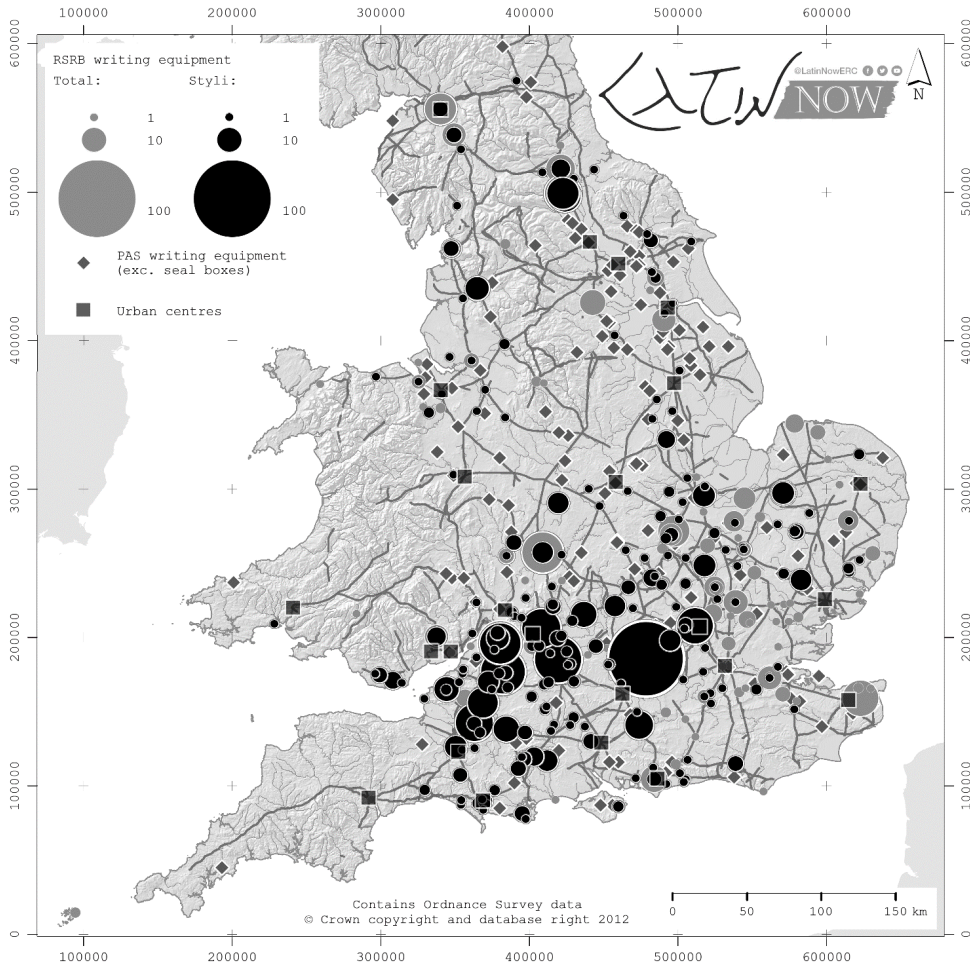 100000 200000 300000 400000 500000 600000
600000 600000
RSRB writing equipment
Total: Styli:
1 1
10 10
100 100
PAS writing equipment
(exc. seal boxes)
Urban centres
LATIN
@LatinNowERC
NOW
N
500000 500000
400000 400000
300000 300000
200000 200000
100000 100000
0 0
Contains Ordnance Survey data
© Crown copyright and database right 2012
0 50 100 150 km
100000 200000 300000 400000 500000 600000